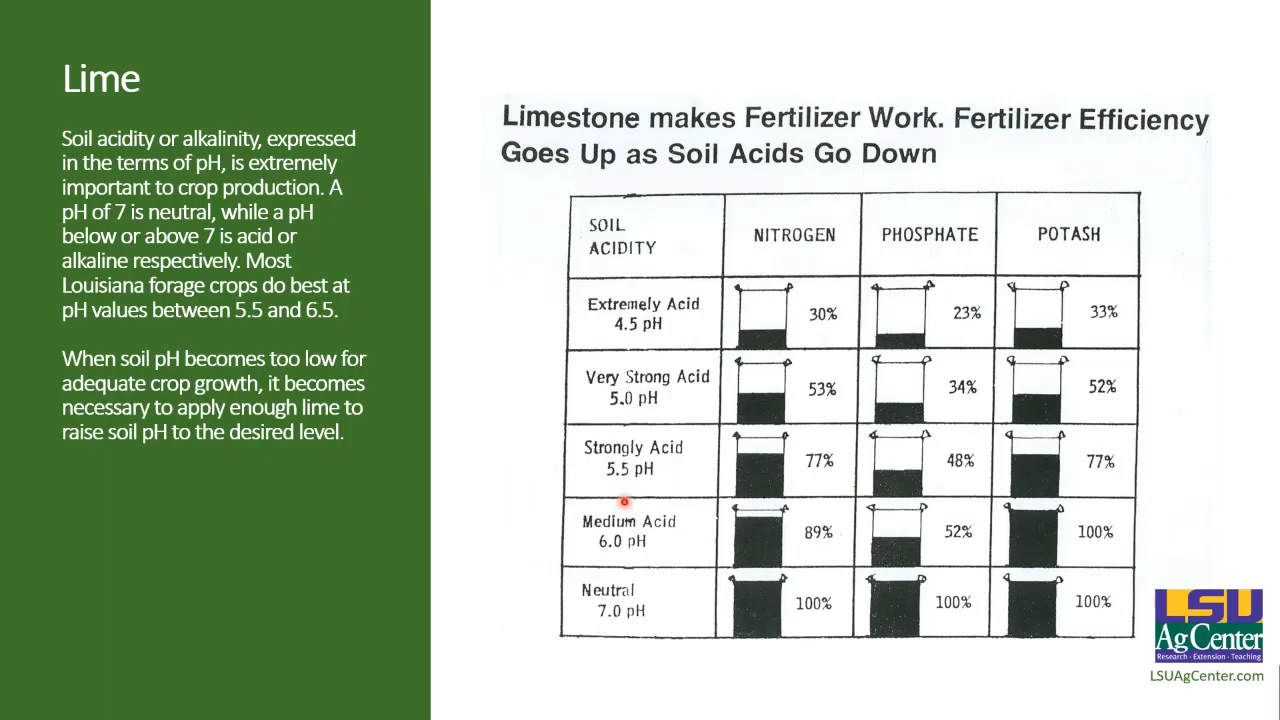 Lime
Soil acidity or alkalinity, expressed
in the terms of pH, is extremely
important to crop production. A
pH of 7 is neutral, while a pH
below or above 7 is acid or
alkaline respectively. Most
Louisiana forage crops do best at
pH values between 5.5 and 6.5.
When soil pH becomes too low for
adequate crop growth, it becomes
necessary to apply enough lime to
raise soil pH to the desired level.
Limestone makes Fertilizer Work. Fertilizer Efficiency
Goes Up as Soil Acids Go Down
SOIL
ACIDITY
NITROGEN
PHOSPHATE
POTASH
Extremely Acid
4.5 pH
30%
23%
33%
Very Strong Acid
5.0 pH
53%
34%
52%
Strongly Acid
5.5 pH
77%
48%
77%
Medium Acid
6.0 pH
89%
52%
100%
Neutral
7.0 pH
100%
100%
100%
LSU
AgCenter
Research · Extension · Teaching
LSUAgCenter.com